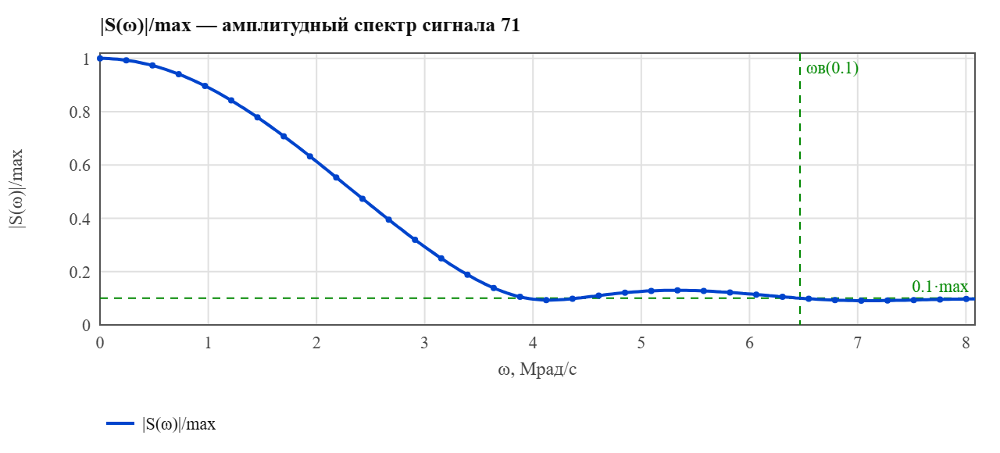 |S(ω)|/max — амплитудный спектр сигнала 71
ωв(0.1)
0.1·max
|S(ω)|/max
1
0.8
0.6
0.4
0.2
0
0 1 2 3 4 5 6 7 8
ω, Мрад/с
|S(ω)|/max